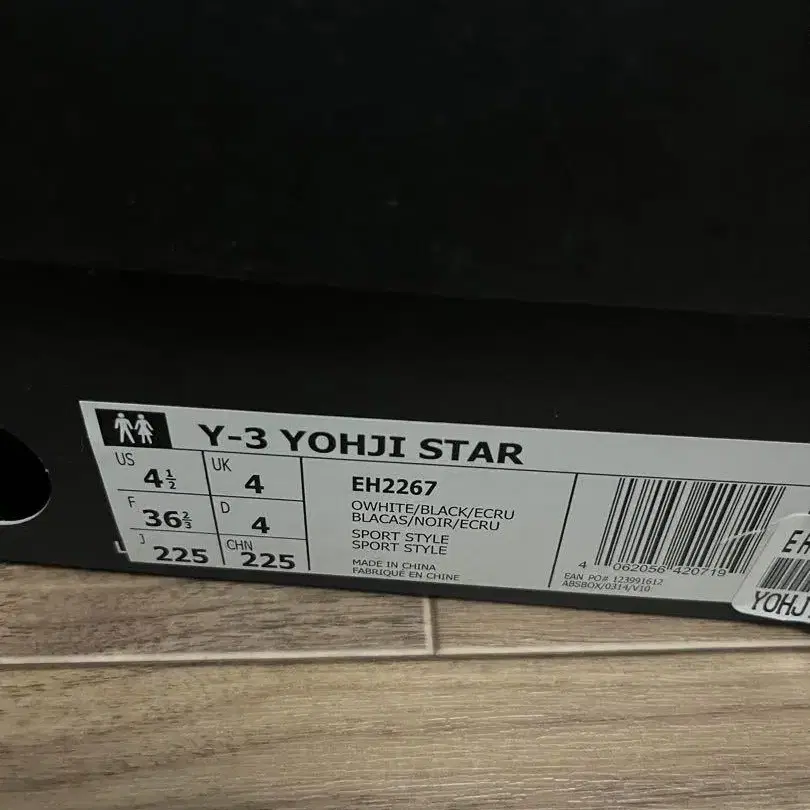 Y-3 YOHJI STAR
US 4½ UK 4
F 36⅔ D 4
J 225 CHN 225
EH2267
OWHITE/BLACK/ECRU
BLACAS/NOIR/ECRU
SPORT STYLE
SPORT STYLE
MADE IN CHINA
FABRIQUÉ EN CHINE
4 062056 420719
EAN PO# 123991612
ABSBOX/0314/V10
YOHJI